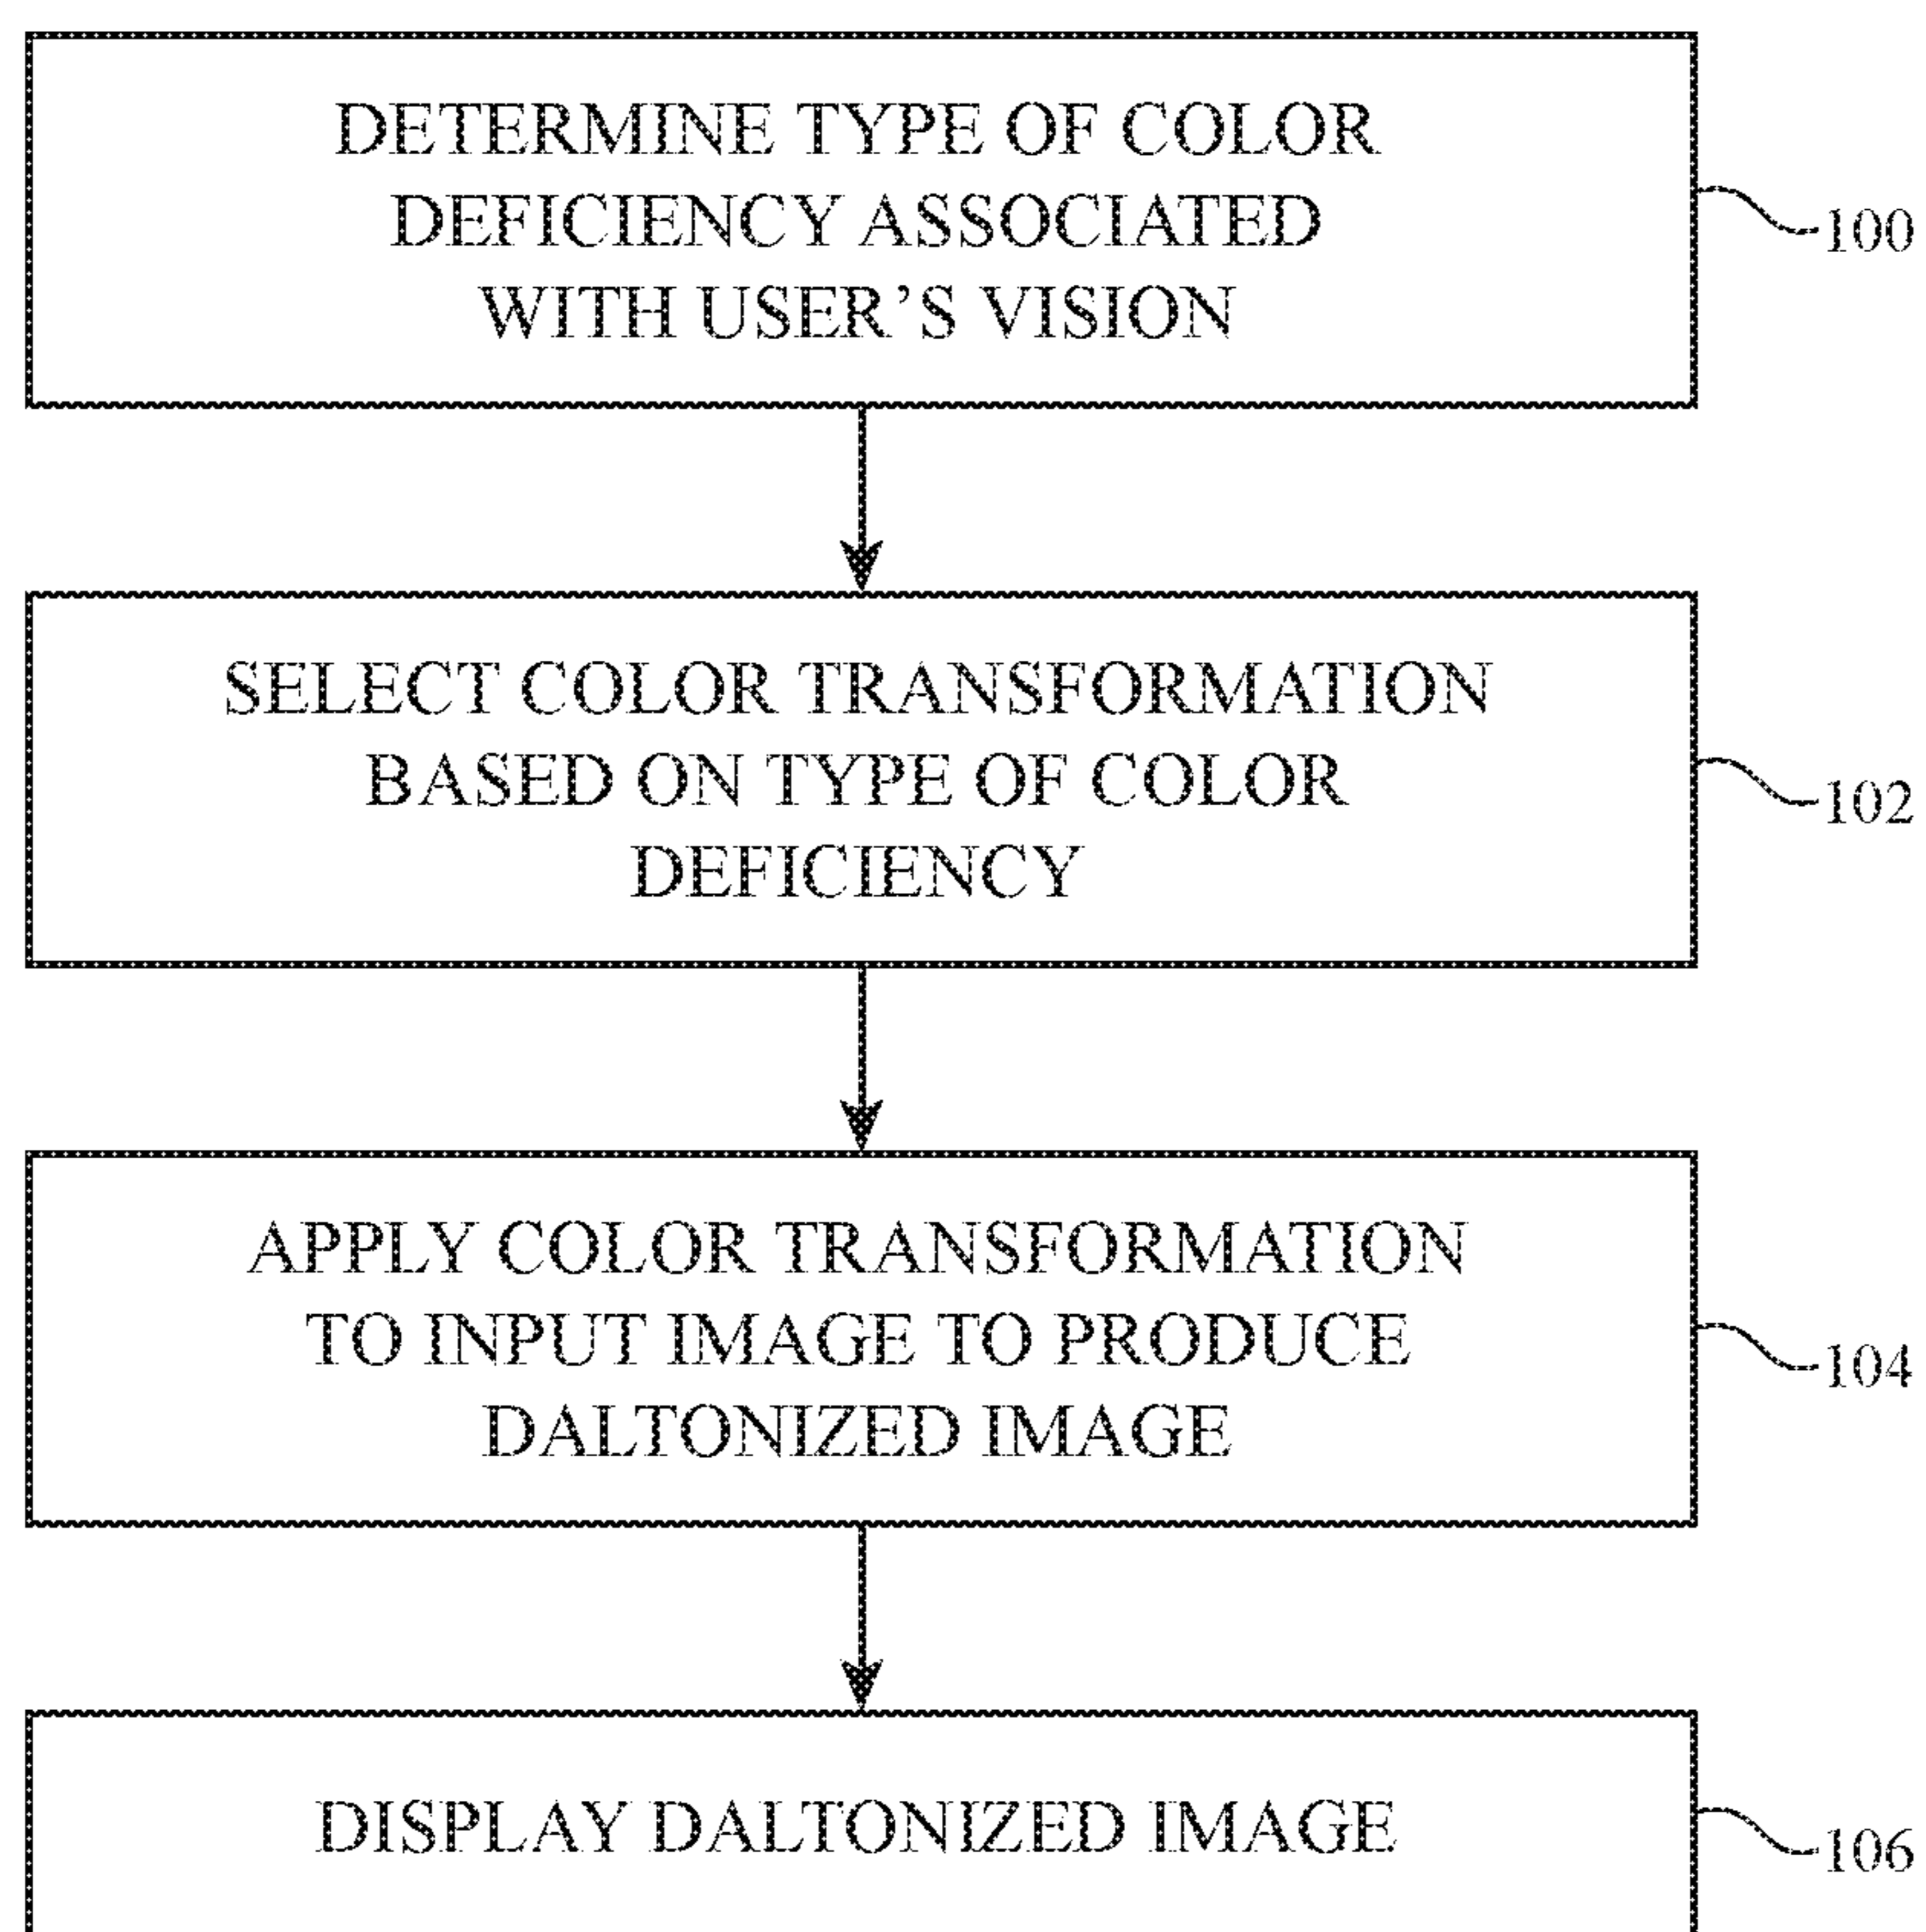 DETERMINE TYPE OF COLOR
DEFICIENCY ASSOCIATED
WITH USER’S VISION
100
SELECT COLOR TRANSFORMATION
BASED ON TYPE OF COLOR
DEFICIENCY
102
APPLY COLOR TRANSFORMATION
TO INPUT IMAGE TO PRODUCE
DALTONIZED IMAGE
104
DISPLAY DALTONIZED IMAGE
106